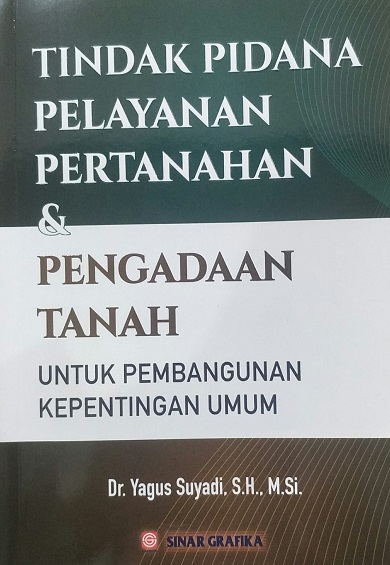 TINDAK PIDANA
PELAYANAN
PERTANAHAN
&
PENGADAAN
TANAH
UNTUK PEMBANGUNAN
KEPENTINGAN UMUM
Dr. Yagus Suyadi, S.H., M.Si.
SINAR GRAFIKA